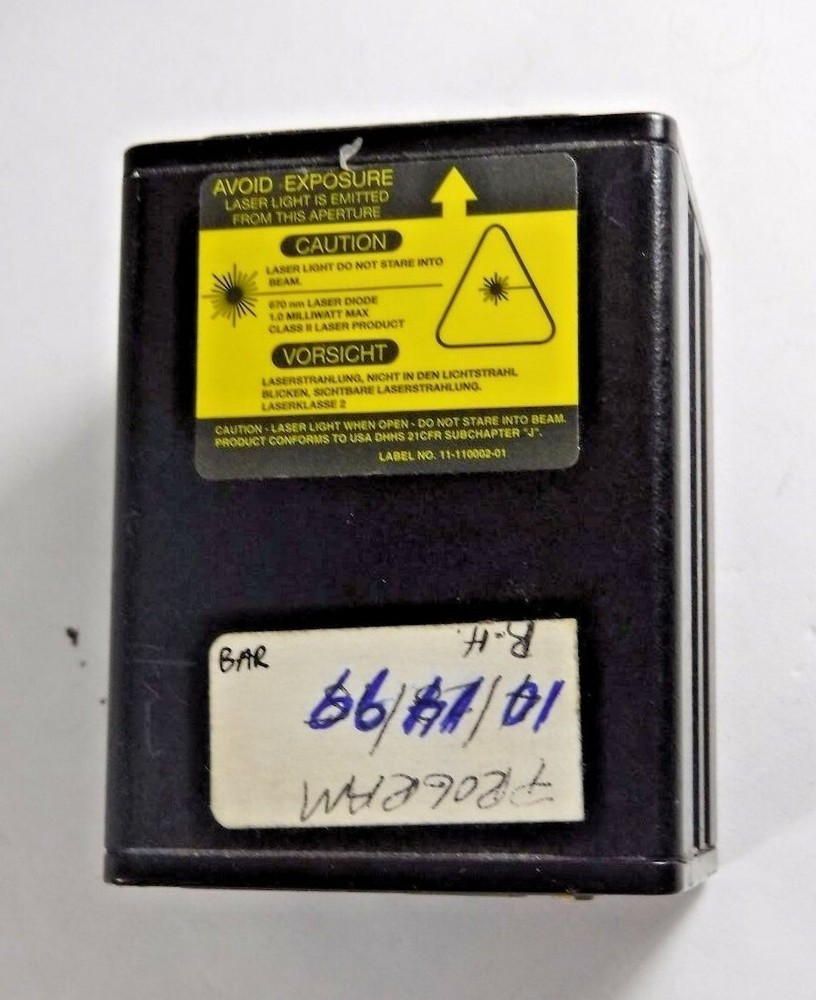 AVOID EXPOSURE
LASER LIGHT IS EMITTED
FROM THIS APERTURE
CAUTION
LASER LIGHT DO NOT STARE INTO
BEAM.
670 nm LASER DIODE
1.0 MILLIWATT MAX
CLASS II LASER PRODUCT
VORSICHT
LASERSTRAHLUNG, NICHT IN DEN LICHTSTRAHL
BLICKEN, SICHTBARE LASERSTRAHLUNG.
LASERKLASSE 2
CAUTION - LASER LIGHT WHEN OPEN - DO NOT STARE INTO BEAM.
PRODUCT CONFORMS TO USA DHHS 21CFR SUBCHAPTER "J".
LABEL NO. 11-110002-01
BAR
PROGRAM
R-H